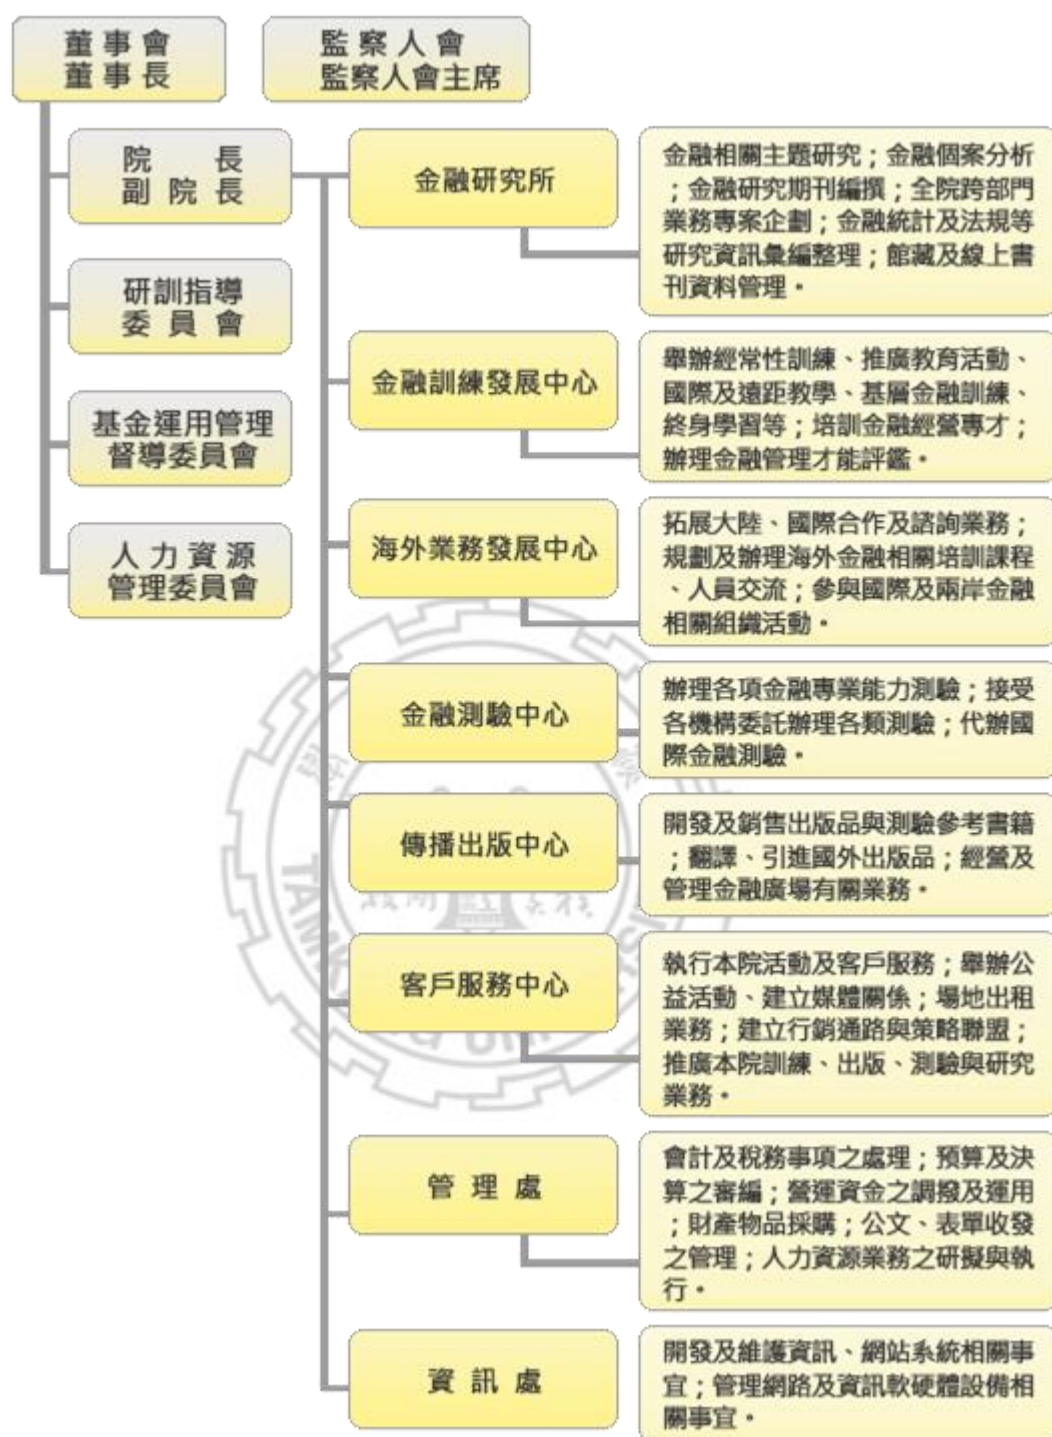 董事會
董事長
監察人會
監察人會主席
院長
副院長
研訓指導
委員會
基金運用管理
督導委員會
人力資源
管理委員會
金融研究所
金融相關主題研究；金融個案分析
；金融研究期刊編撰；全院跨部門
業務專案企劃；金融統計及法規等
研究資訊彙編整理；館藏及線上書
刊資料管理。
金融訓練發展中心
舉辦經常性訓練、推廣教育活動、
國際及遠距教學、基層金融訓練、
終身學習等；培訓金融經營專才；
辦理金融管理才能評鑑。
海外業務發展中心
拓展大陸、國際合作及諮詢業務；
規劃及辦理海外金融相關培訓課程
、人員交流；參與國際及兩岸金融
相關組織活動。
金融測驗中心
辦理各項金融專業能力測驗；接受
各機構委託辦理各類測驗；代辦國
際金融測驗。
傳播出版中心
開發及銷售出版品與測驗參考書籍
；翻譯、引進國外出版品；經營及
管理金融廣場有關業務。
客戶服務中心
執行本院活動及客戶服務；舉辦公
益活動、建立媒體關係；場地出租
業務；建立行銷通路與策略聯盟；
推廣本院訓練、出版、測驗與研究
業務。
管理處
會計及稅務事項之處理；預算及決
算之審編；營運資金之調撥及運用
；財產物品採購；公文、表單收發
之管理；人力資源業務之研擬與執
行。
資訊處
開發及維護資訊、網站系統相關事
宜；管理網路及資訊軟硬體設備相
關事宜。